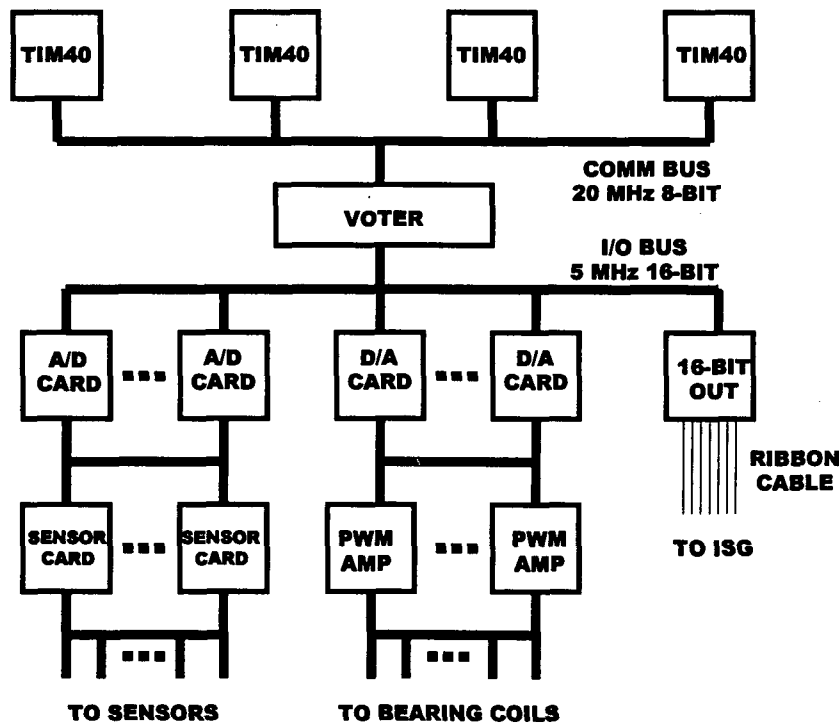 TIM40 TIM40 TIM40 TIM40
COMM BUS
20 MHz 8-BIT
VOTER
I/O BUS
5 MHz 16-BIT
A/D
CARD
A/D
CARD
D/A
CARD
D/A
CARD
16-BIT
OUT
RIBBON
CABLE
SENSOR
CARD
SENSOR
CARD
PWM
AMP
PWM
AMP
TO ISG
TO SENSORS
TO BEARING COILS